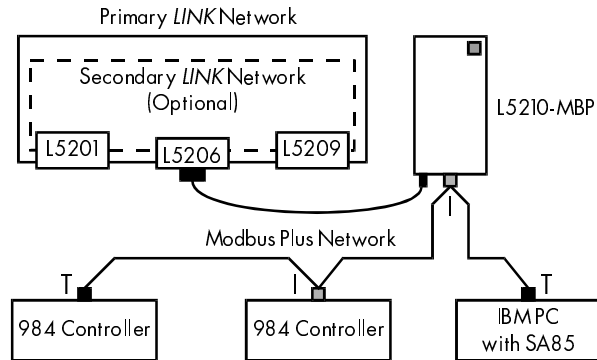 Primary LINK Network
Secondary LINK Network
(Optional)
L5201
L5206
L5209
L5210-MBP
I
Modbus Plus Network
T
I
T
984 Controller
984 Controller
IBM PC
with SA85